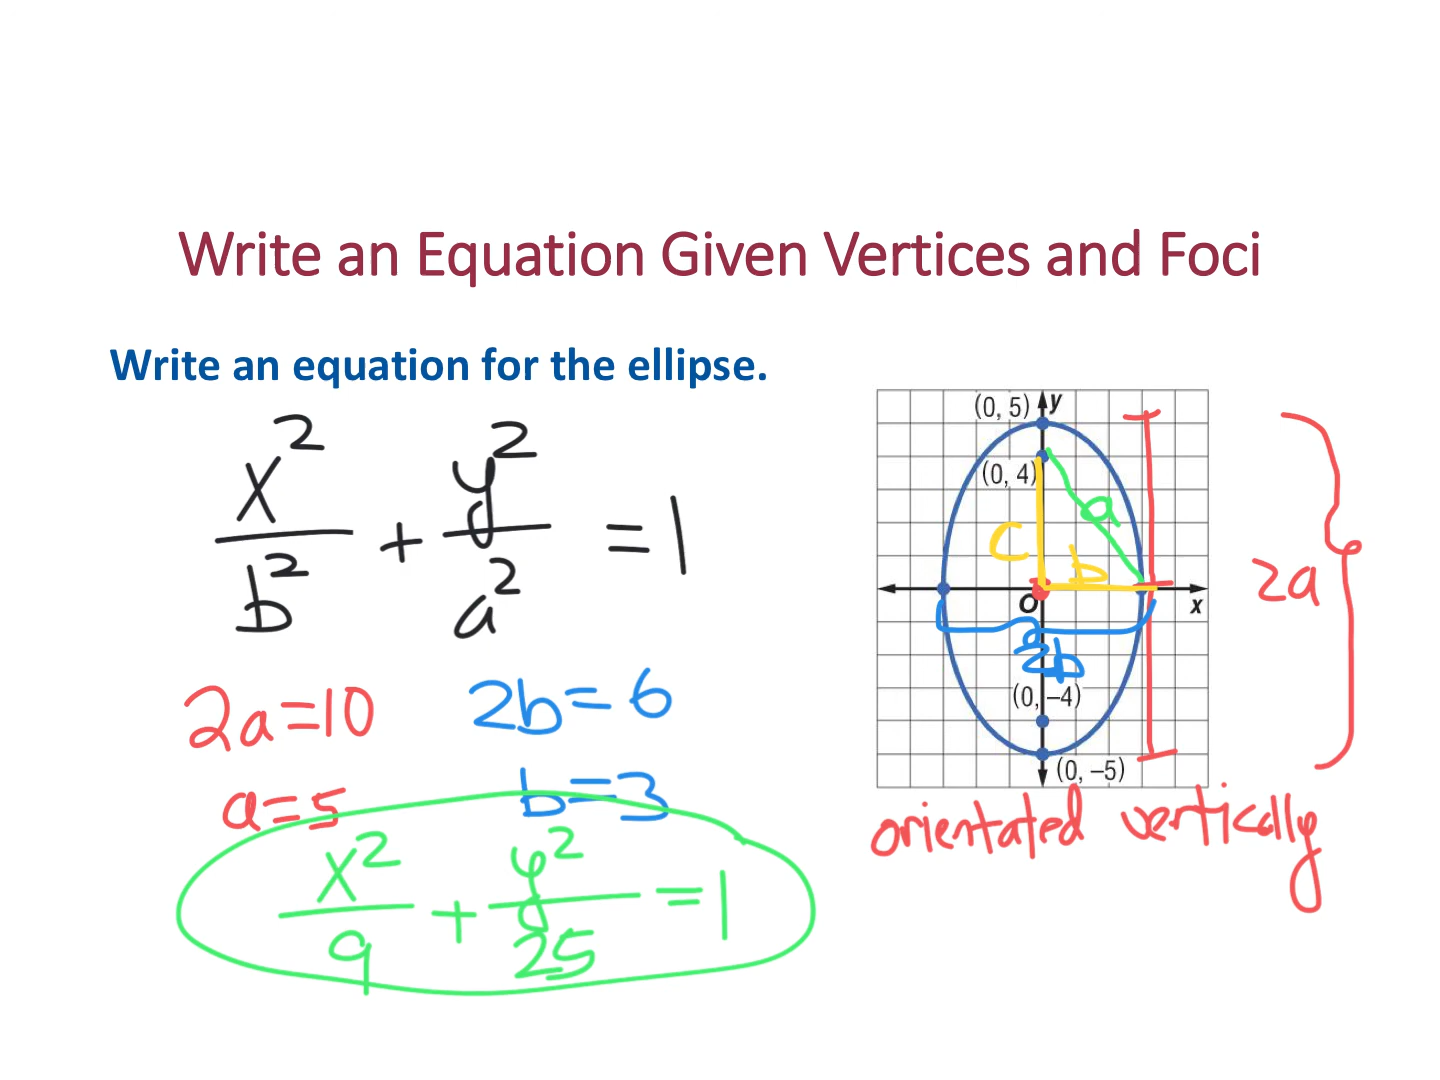 Write an Equation Given Vertices and Foci
Write an equation for the ellipse.
x²/b² + y²/a² = 1
2a = 10
2b = 6
a = 5
b = 3
x²/9 + y²/25 = 1
(0, 5)
y
(0, 4)
a
c
b
O
x
2b
(0, –4)
(0, –5)
2a
orientated vertically